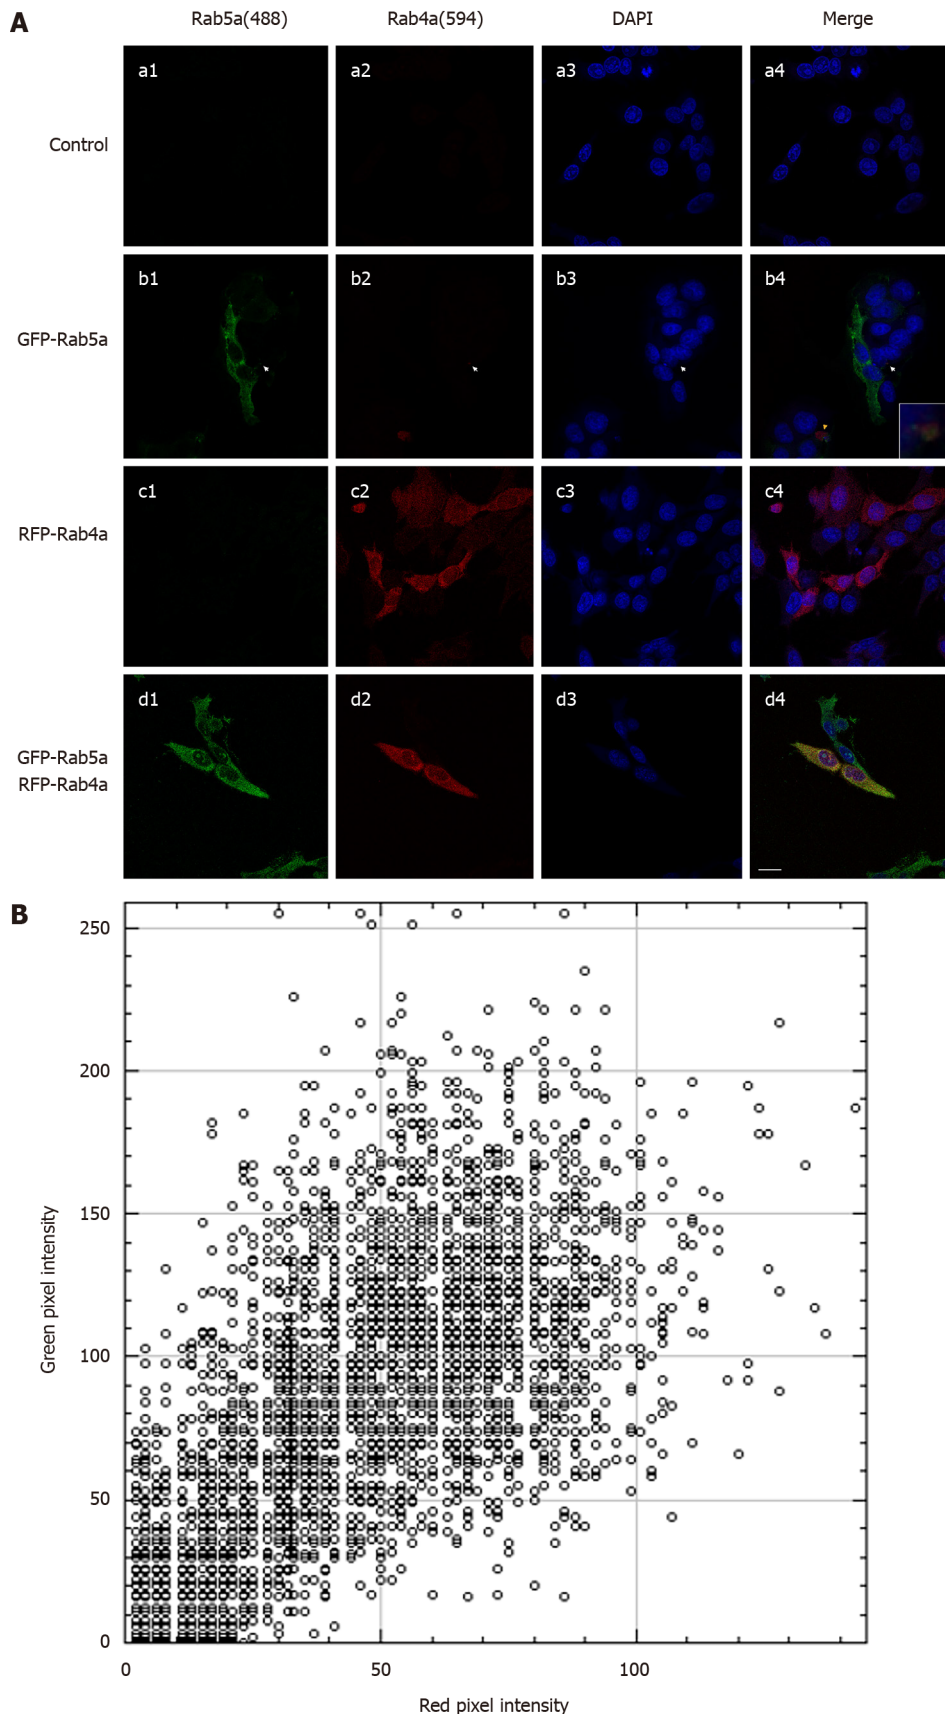 A
Rab5a(488) Rab4a(594) DAPI Merge
Control
a1 a2 a3 a4
GFP-Rab5a
b1 b2 b3 b4
RFP-Rab4a
c1 c2 c3 c4
GFP-Rab5a
RFP-Rab4a
d1 d2 d3 d4
B
Green pixel intensity
250
200
150
100
50
0
0 50 100
Red pixel intensity